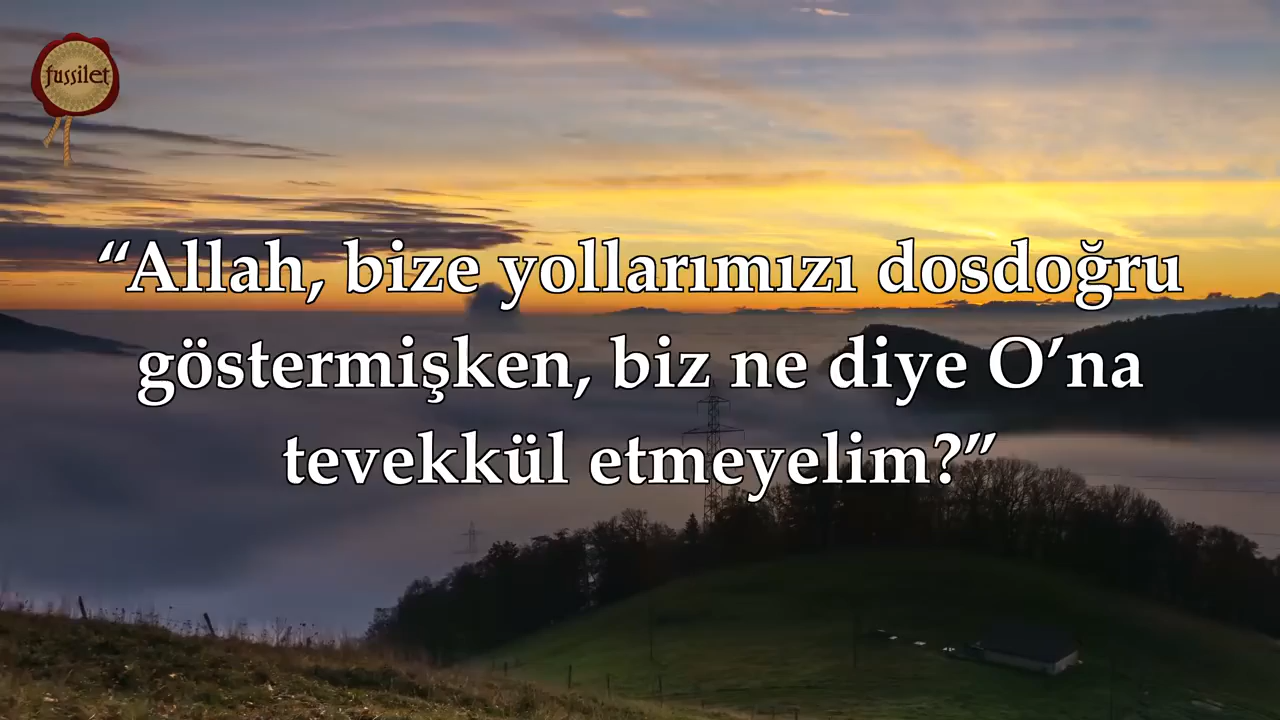 fussilet
“Allah, bize yollarımızı dosdoğru
göstermişken, biz ne diye O’na
tevekkül etmeyelim?”